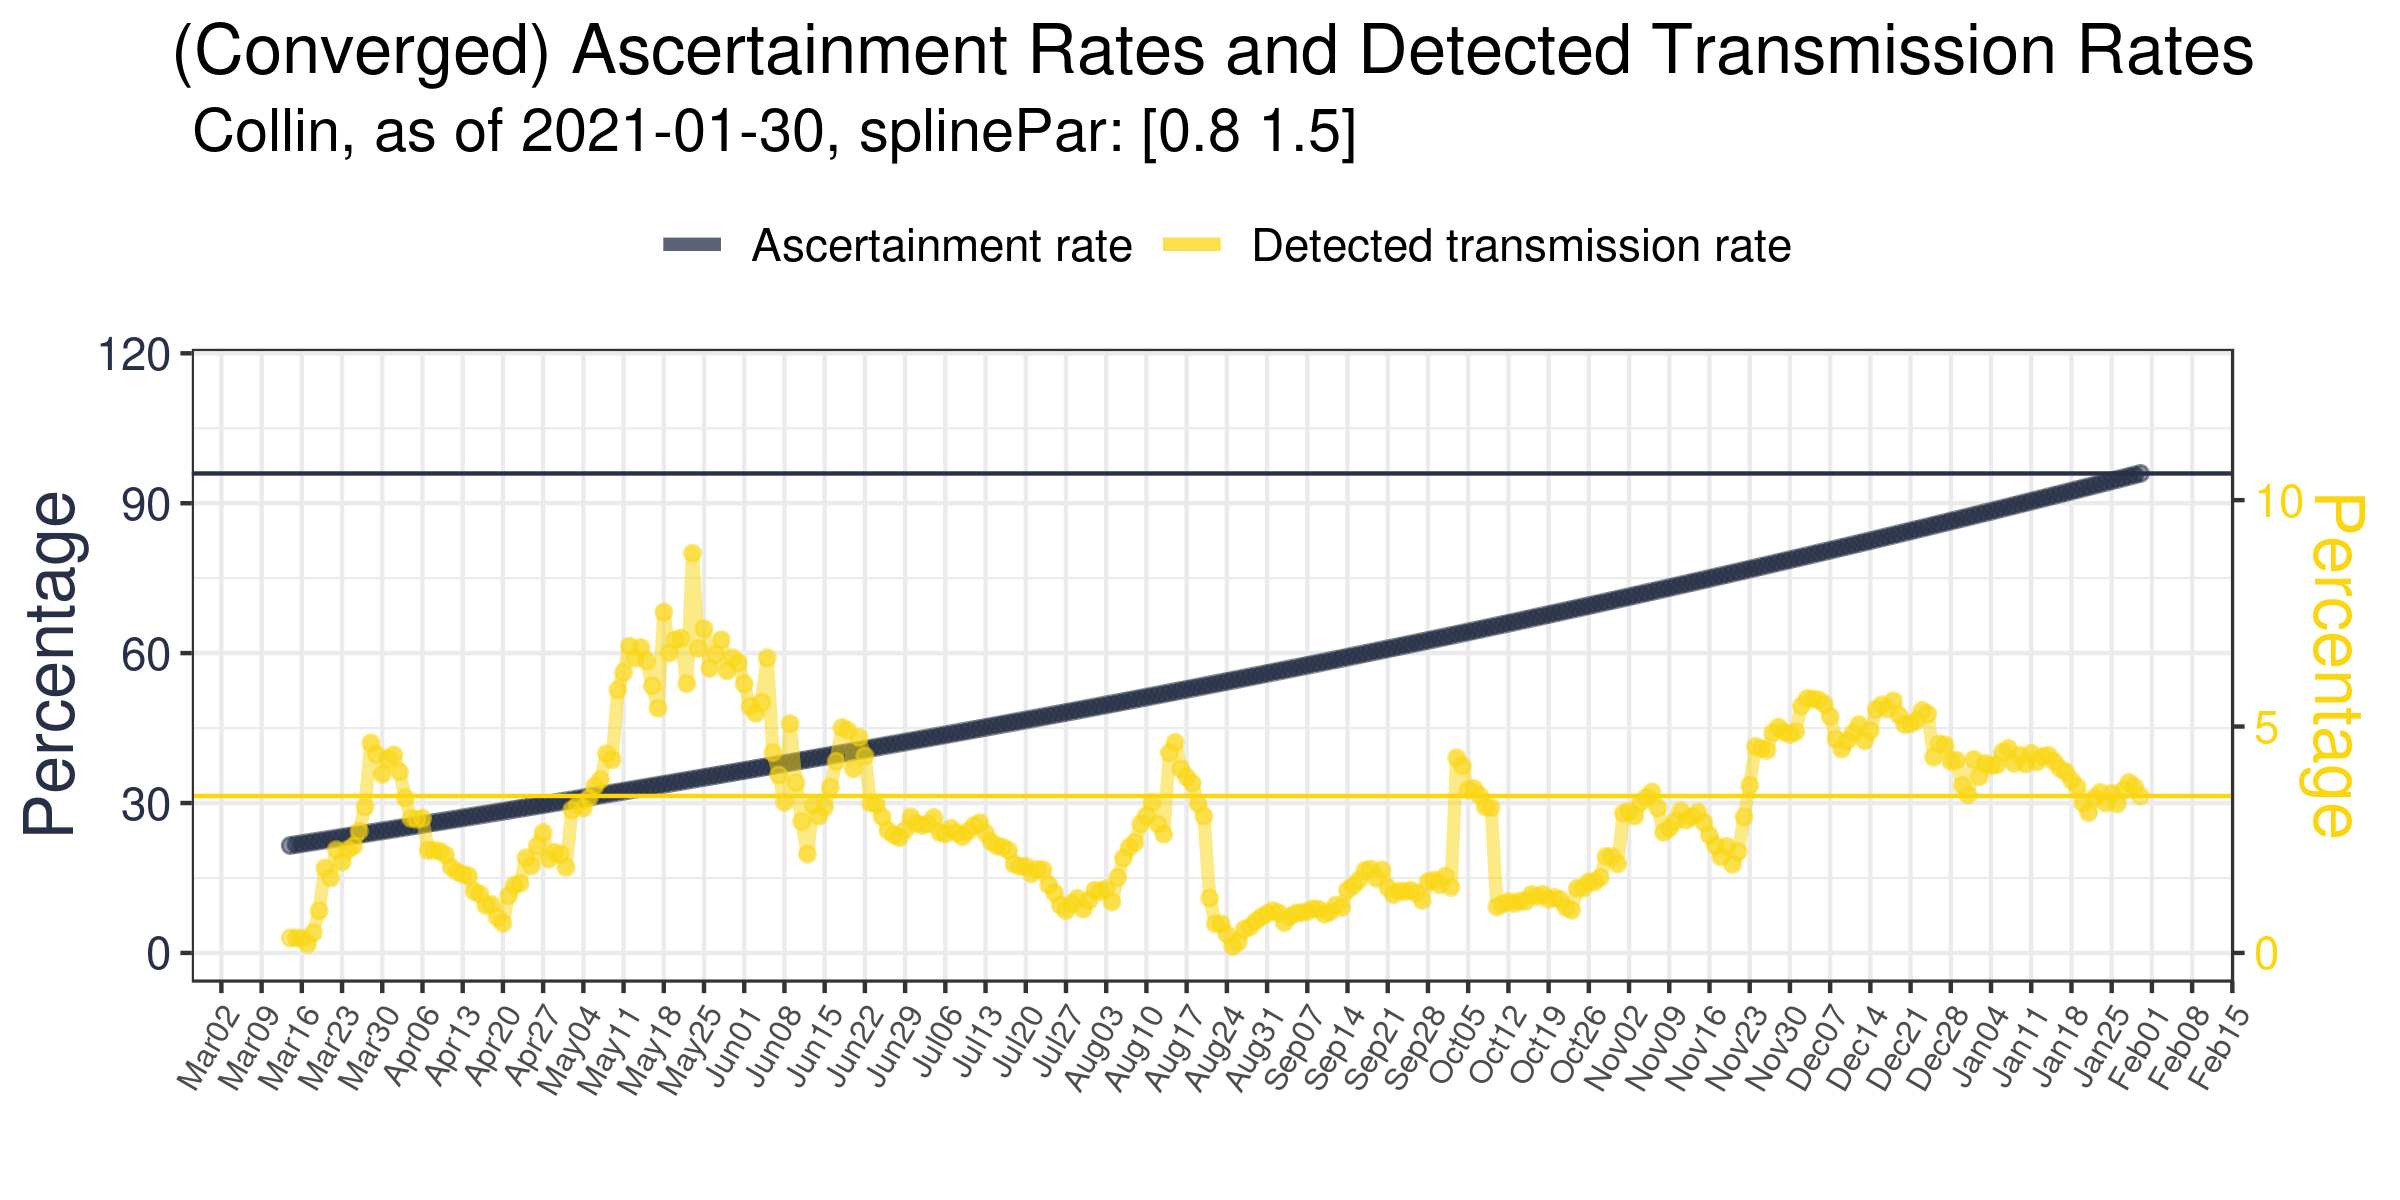 (Converged) Ascertainment Rates and Detected Transmission Rates
Collin, as of 2021-01-30, splinePar: [0.8 1.5]
Ascertainment rate
Detected transmission rate
Percentage
120
90
60
30
0
10
5
0
Percentage
Mar02
Mar09
Mar16
Mar23
Mar30
Apr06
Apr13
Apr20
Apr27
May04
May11
May18
May25
Jun01
Jun08
Jun15
Jun22
Jun29
Jul06
Jul13
Jul20
Jul27
Aug03
Aug10
Aug17
Aug24
Aug31
Sep07
Sep14
Sep21
Sep28
Oct05
Oct12
Oct19
Oct26
Nov02
Nov09
Nov16
Nov23
Nov30
Dec07
Dec14
Dec21
Dec28
Jan04
Jan11
Jan18
Jan25
Feb01
Feb08
Feb15